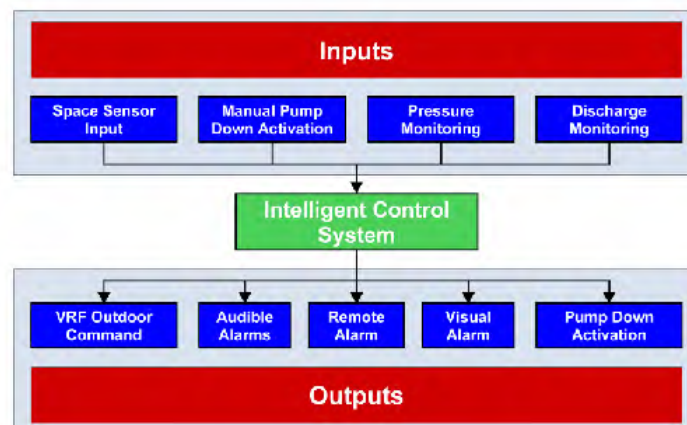 Inputs
Space Sensor
Input
Manual Pump
Down Activation
Pressure
Monitoring
Discharge
Monitoring
Intelligent Control
System
VRF Outdoor
Command
Audible
Alarms
Remote
Alarm
Visual
Alarm
Pump Down
Activation
Outputs